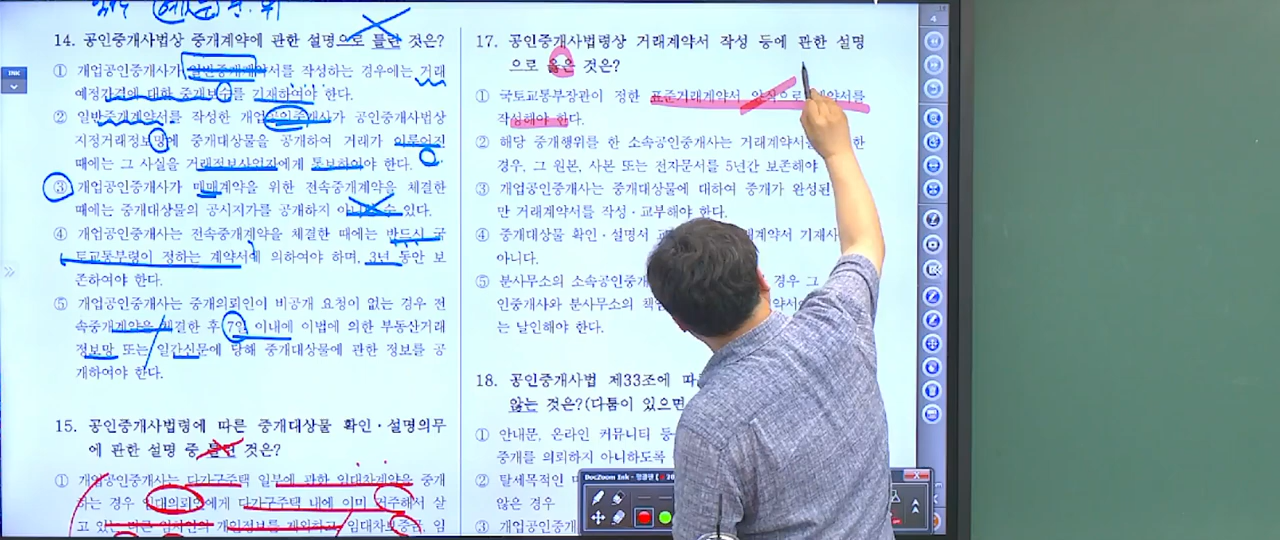 14. 공인중개사법상 중개계약에 관한 설명으로 틀린 것은?
① 개업공인중개사가 일반중개계약서를 작성하는 경우에는 거래
예정가격에 대한 중개보수를 기재하여야 한다.
② 일반중개계약서를 작성한 개업공인중개사가 공인중개사법상
지정거래정보망에 중개대상물을 공개하여 거래가 이루어진
때에는 그 사실을 거래정보사업자에게 통보하여야 한다.
③ 개업공인중개사가 매매계약을 위한 전속중개계약을 체결한
때에는 중개대상물의 공시지가를 공개하지 아니할 수 있다.
④ 개업공인중개사는 전속중개계약을 체결한 때에는 반드시 국
토교통부령이 정하는 계약서에 의하여야 하며, 3년 동안 보
존하여야 한다.
⑤ 개업공인중개사는 중개의뢰인이 비공개 요청이 없는 경우 전
속중개계약을 체결한 후 7일 이내에 이법에 의한 부동산거래
정보망 또는 일간신문에 당해 중개대상물에 관한 정보를 공
개하여야 한다.
15. 공인중개사법령에 따른 중개대상물 확인·설명의무
에 관한 설명 중 틀린 것은?
① 개업공인중개사는 다가구주택 일부에 관한 임대차계약을 중개
하는 경우 임대의뢰인에게 다가구주택 내에 이미 거주해서 살
고 있는 다른 임차인의 개인정보를 제외하고 임대차보증금, 임
17. 공인중개사법령상 거래계약서 작성 등에 관한 설명
으로 옳은 것은?
① 국토교통부장관이 정한 표준거래계약서 양식으로 계약서를
작성해야 한다.
② 해당 중개행위를 한 소속공인중개사는 거래계약서를 한
경우, 그 원본, 사본 또는 전자문서를 5년간 보존해야
③ 개업공인중개사는 중개대상물에 대하여 중개가 완성된
만 거래계약서를 작성·교부해야 한다.
④ 중개대상물 확인·설명서 계약서 기재사
아니다.
⑤ 분사무소의 소속공인중개 경우 그
인중개사와 분사무소의 책임
는 날인해야 한다.
18. 공인중개사법 제33조에
않는 것은?(다툼이 있으면
① 안내문, 온라인 커뮤니티
중개를 의뢰하지 아니하도록
② 탈세목적인
않은 경우
③ 개업공인중개
INK
DocZoom Ink
4